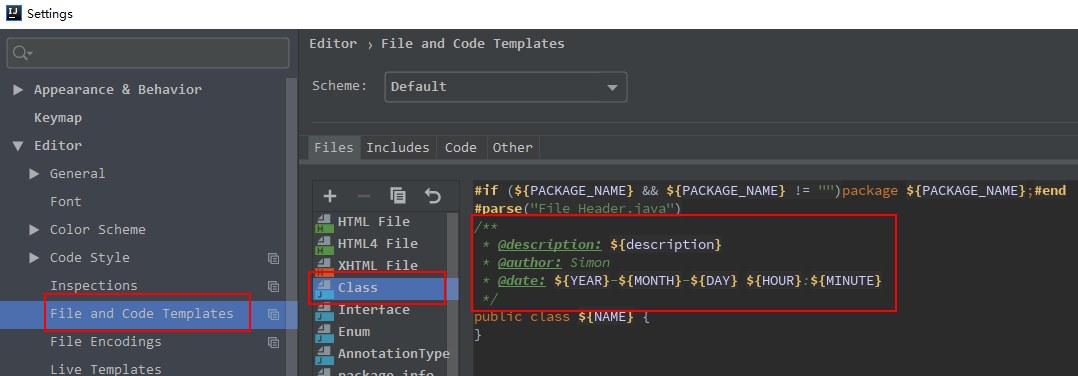 IJ Settings
Appearance & Behavior
Keymap
Editor
General
Font
Color Scheme
Code Style
Inspections
File and Code Templates
File Encodings
Live Templates
Editor › File and Code Templates
Scheme: Default
Files Includes Code Other
HTML File
HTML4 File
XHTML File
Class
Interface
Enum
AnnotationType
package info
#if (${PACKAGE_NAME} && ${PACKAGE_NAME} != "")package ${PACKAGE_NAME};#end
#parse("File Header.java")
/**
* @description: ${description}
* @author: Simon
* @date: ${YEAR}-${MONTH}-${DAY} ${HOUR}:${MINUTE}
*/
public class ${NAME} {
}